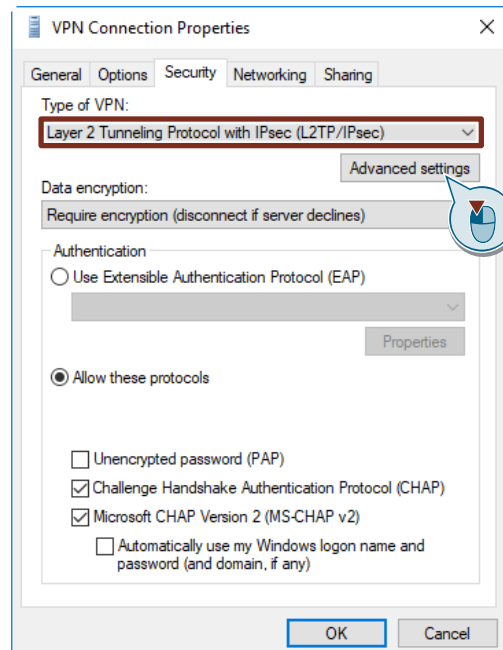 VPN Connection Properties
General Options Security Networking Sharing
Type of VPN:
Layer 2 Tunneling Protocol with IPsec (L2TP/IPsec)
Advanced settings
Data encryption:
Require encryption (disconnect if server declines)
Authentication
Use Extensible Authentication Protocol (EAP)
Properties
Allow these protocols
Unencrypted password (PAP)
Challenge Handshake Authentication Protocol (CHAP)
Microsoft CHAP Version 2 (MS-CHAP v2)
Automatically use my Windows logon name and
password (and domain, if any)
OK Cancel